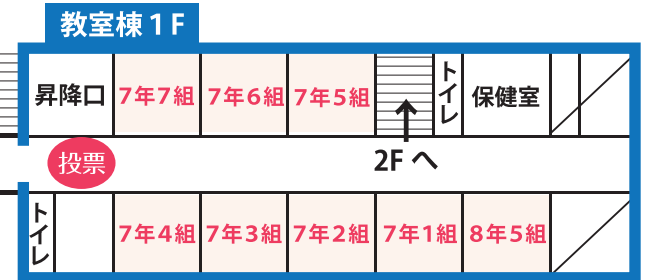 教室棟1F
昇降口 7年7組 7年6組 7年5組 トイレ 保健室
2Fへ
投票
トイレ 7年4組 7年3組 7年2組 7年1組 8年5組